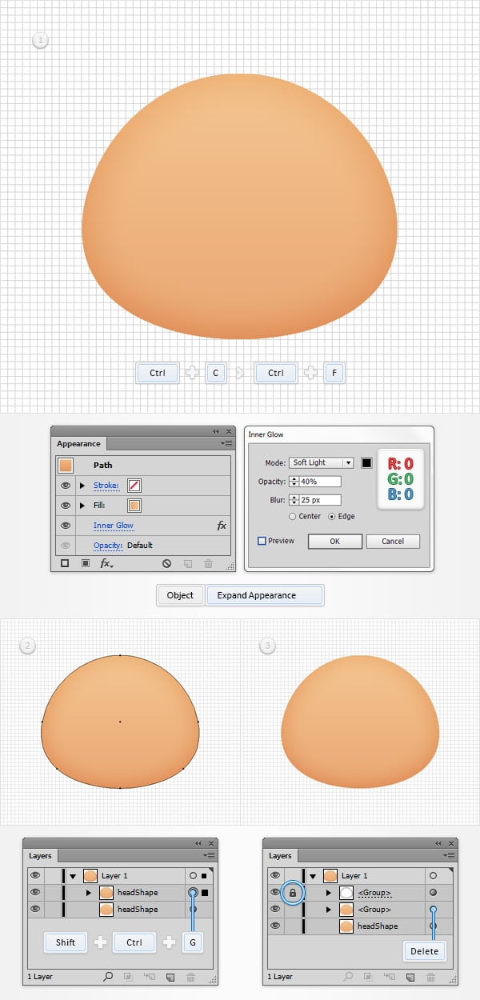 1
Ctrl + C > Ctrl + F
Appearance
Path
Stroke:
Fill:
Inner Glow fx
Opacity: Default
fx
Inner Glow
Mode: Soft Light
Opacity: 40%
Blur: 25 px
Center Edge
Preview OK Cancel
R: 0
G: 0
B: 0
Object Expand Appearance
2
3
Layers
Layer 1
headShape
headShape
Shift + Ctrl + G
1 Layer
Layers
Layer 1
<Group>
<Group>
headShape
Delete
1 Layer